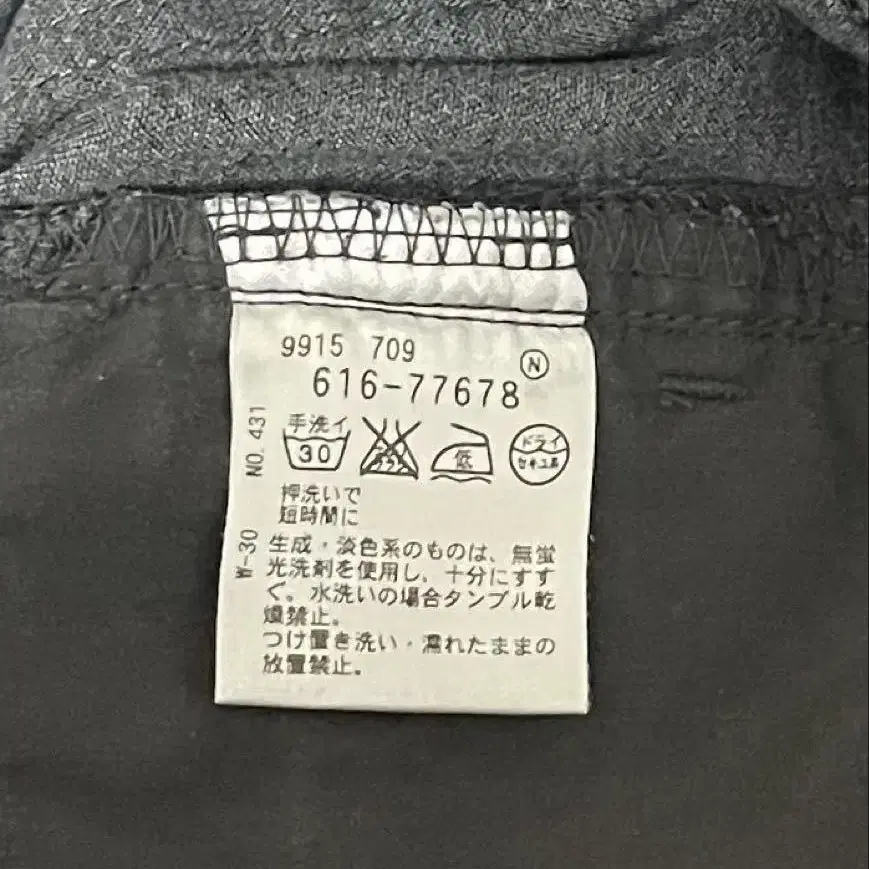 9915 709
N
616-77678
手洗イ
30
低
ドライ
セキユ系
NO. 431
W-30
押洗いで
短時間に
生成・淡色系のものは、無蛍
光洗剤を使用し、十分にすす
ぐ。水洗いの場合タンブル乾
燥禁止。
つけ置き洗い・濡れたままの
放置禁止。